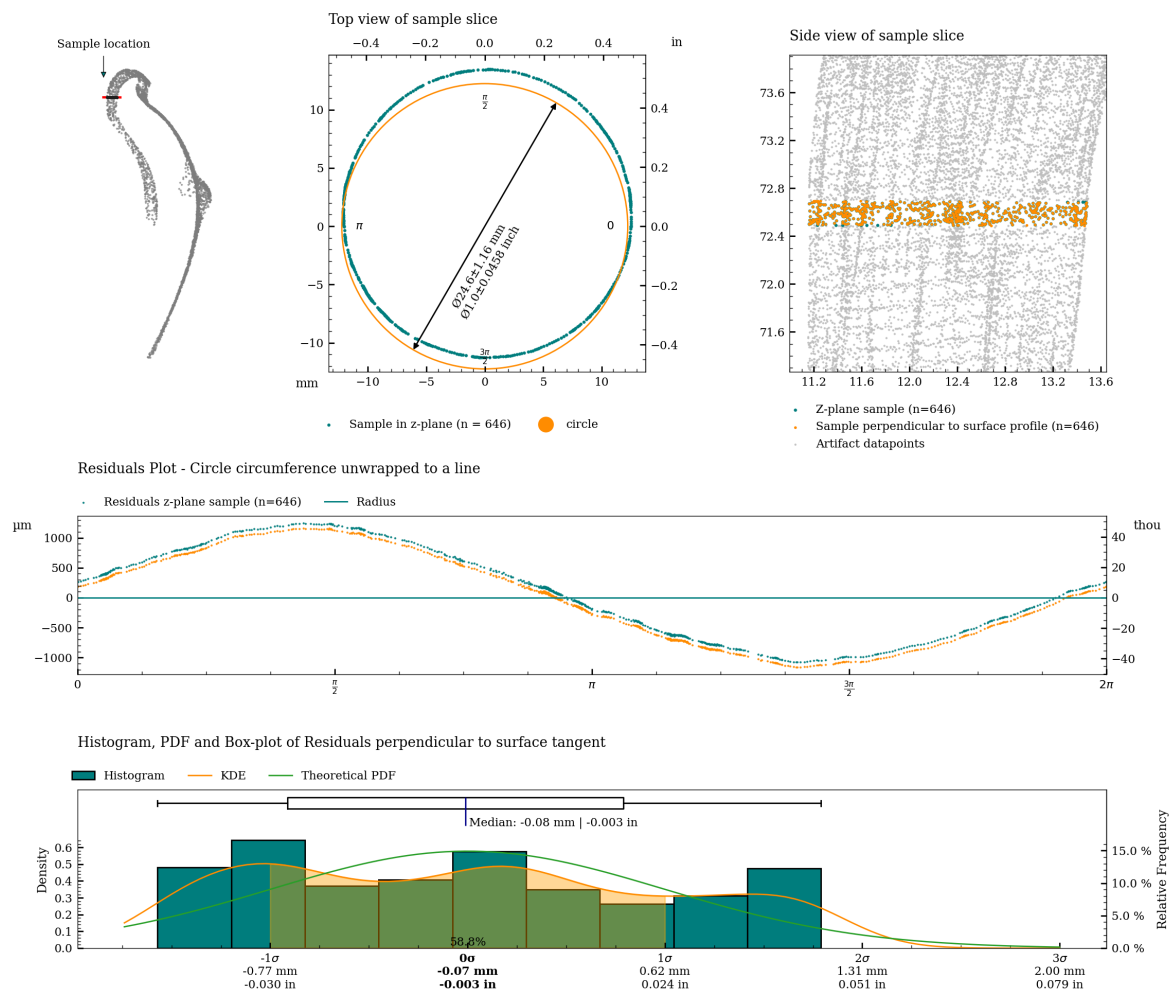 Sample location
Top view of sample slice
−0.4 −0.2 0.0 0.2 0.4 in
10
5
0
−5
−10
mm
0.4
0.2
0.0
−0.2
−0.4
π/2
π
0
3π/2
Ø24.6±1.16 mm
Ø1.0±0.0458 inch
−10 −5 0 5 10
Sample in z-plane (n = 646) circle
Side view of sample slice
73.6
73.2
72.8
72.4
72.0
71.6
11.2 11.6 12.0 12.4 12.8 13.2 13.6
Z-plane sample (n=646)
Sample perpendicular to surface profile (n=646)
Artifact datapoints
Residuals Plot - Circle circumference unwrapped to a line
Residuals z-plane sample (n=646) Radius
µm
1000
500
0
−500
−1000
thou
40
20
0
−20
−40
0 π/2 π 3π/2 2π
Histogram, PDF and Box-plot of Residuals perpendicular to surface tangent
Histogram KDE Theoretical PDF
Median: -0.08 mm | -0.003 in
Density
0.6
0.5
0.4
0.3
0.2
0.1
0.0
Relative Frequency
15.0 %
10.0 %
5.0 %
0.0 %
58.8%
-1σ 0σ 1σ 2σ 3σ
-0.77 mm -0.07 mm 0.62 mm 1.31 mm 2.00 mm
-0.030 in -0.003 in 0.024 in 0.051 in 0.079 in